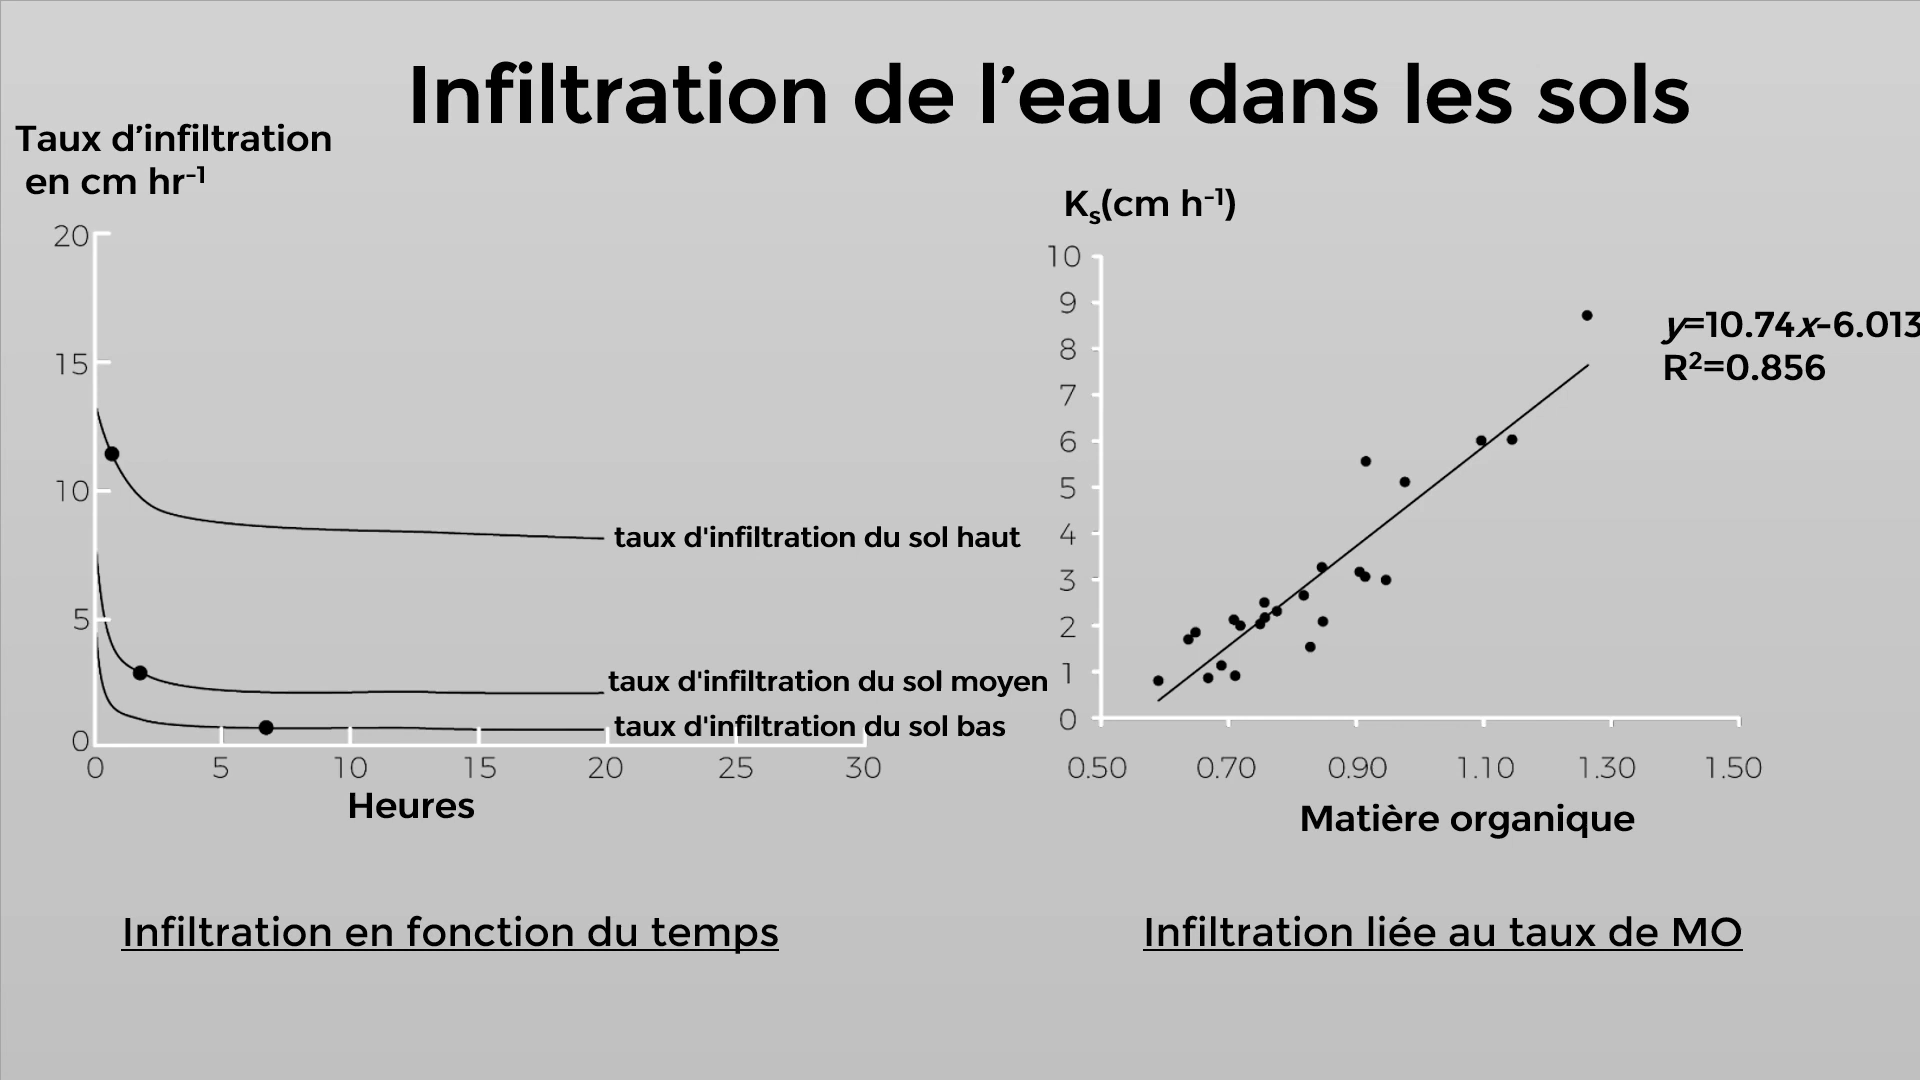 Infiltration de l’eau dans les sols
Taux d’infiltration
en cm hr⁻¹
20
15
10
5
0
0 5 10 15 20 25 30
taux d'infiltration du sol haut
taux d'infiltration du sol moyen
taux d'infiltration du sol bas
Heures
Infiltration en fonction du temps
Kₛ(cm h⁻¹)
10
9
8
7
6
5
4
3
2
1
0
0.50 0.70 0.90 1.10 1.30 1.50
y=10.74x-6.013
R²=0.856
Matière organique
Infiltration liée au taux de MO